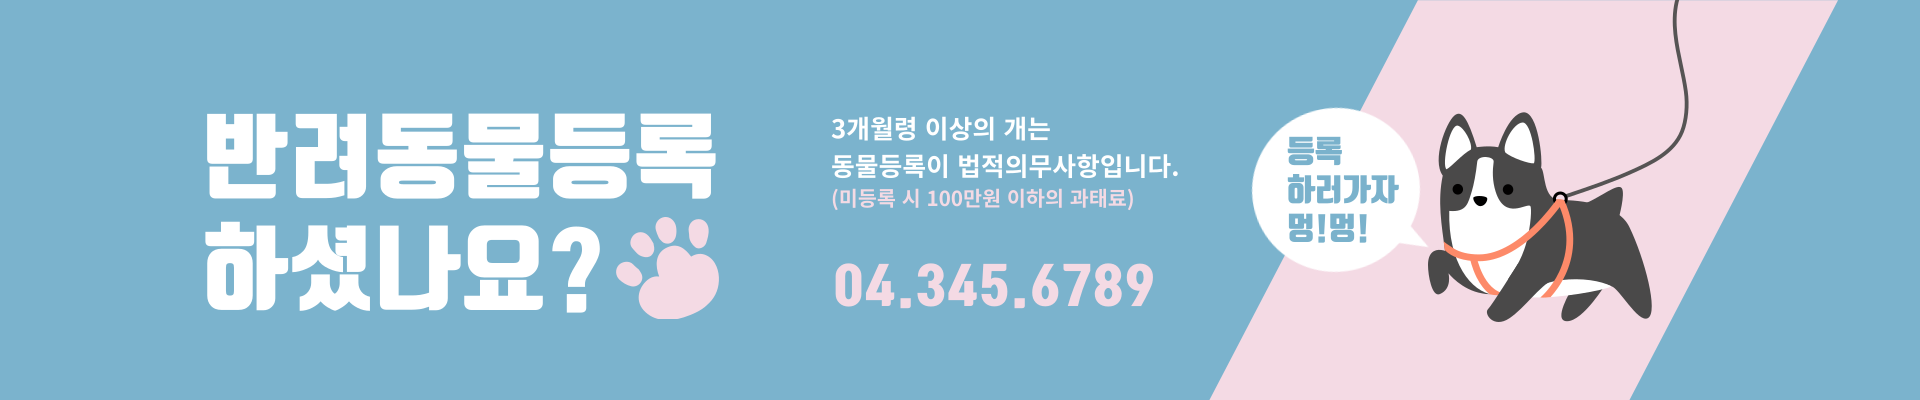 반려동물등록
하셨나요?
3개월령 이상의 개는
동물등록이 법적의무사항입니다.
(미등록 시 100만원 이하의 과태료)
04.345.6789
등록
하러가자
멍!멍!